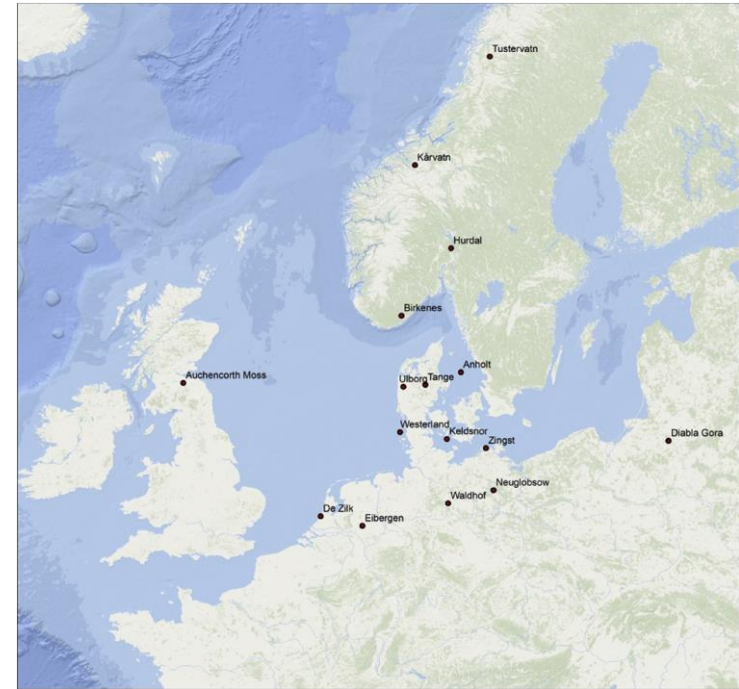 Tustervatn
Kårvatn
Hurdal
Birkenes
Anholt
Auchencorth Moss
Ulborg
Tange
Westerland
Keldsnor
Diabla Gora
Zingst
Neuglobsow
Waldhof
De Zilk
Eibergen